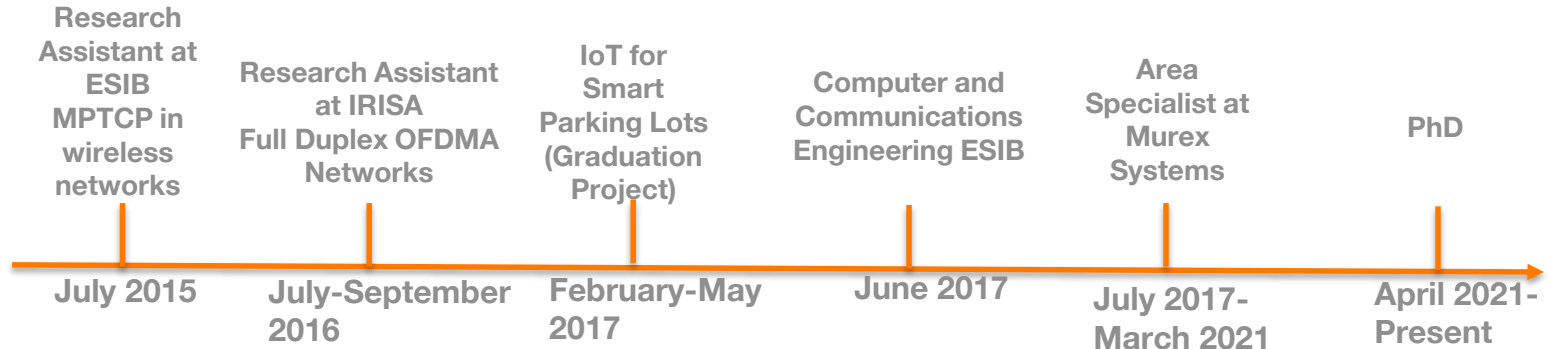 Research
Assistant at
ESIB
MPTCP in
wireless
networks
Research Assistant
at IRISA
Full Duplex OFDMA
Networks
IoT for
Smart
Parking Lots
(Graduation
Project)
Computer and
Communications
Engineering ESIB
Area
Specialist at
Murex
Systems
PhD
July 2015
July-September
2016
February-May
2017
June 2017
July 2017-
March 2021
April 2021-
Present